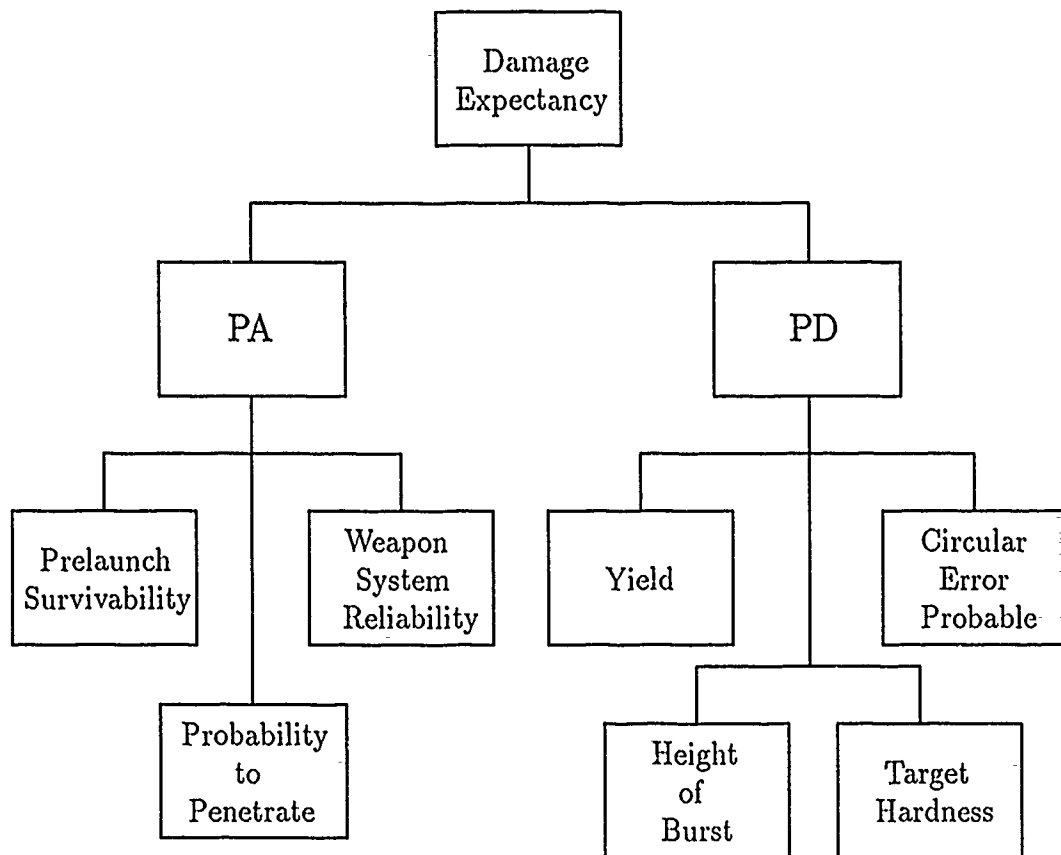 Damage
Expectancy
PA
PD
Prelaunch
Survivability
Weapon
System
Reliability
Yield
Circular
Error
Probable
Probability
to
Penetrate
Height
of
Burst
Target
Hardness